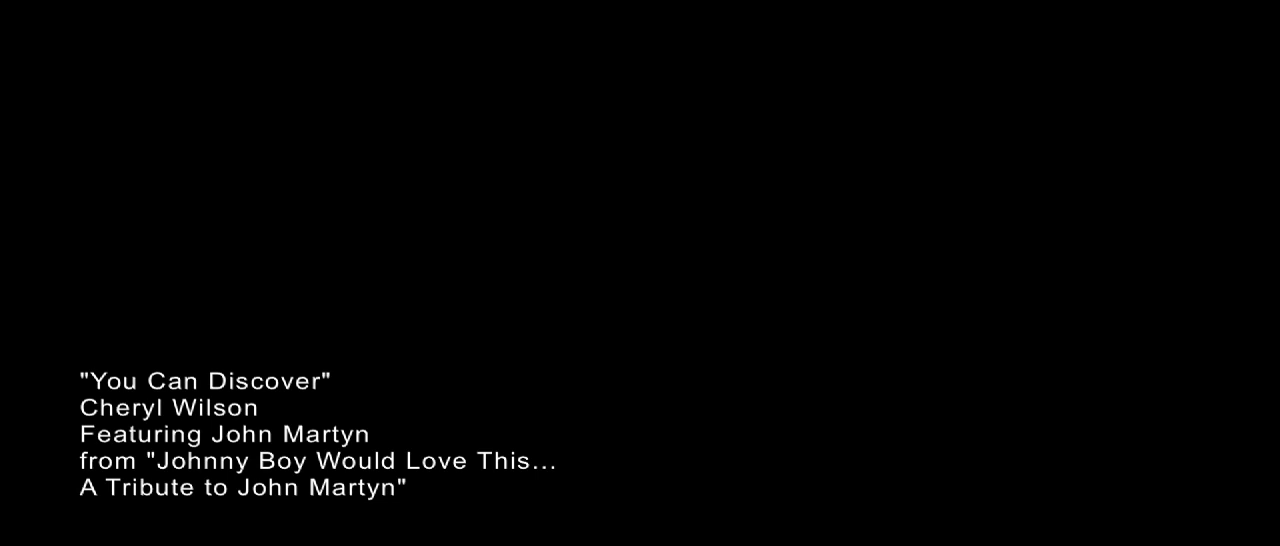 "You Can Discover"
Cheryl Wilson
Featuring John Martyn
from "Johnny Boy Would Love This...
A Tribute to John Martyn"